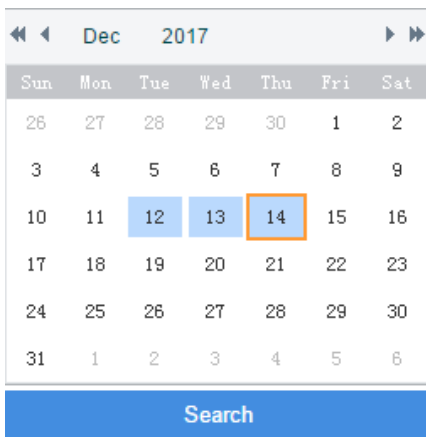 Dec 2017
Sun Mon Tue Wed Thu Fri Sat
26 27 28 29 30 1 2
3 4 5 6 7 8 9
10 11 12 13 14 15 16
17 18 19 20 21 22 23
24 25 26 27 28 29 30
31 1 2 3 4 5 6
Search